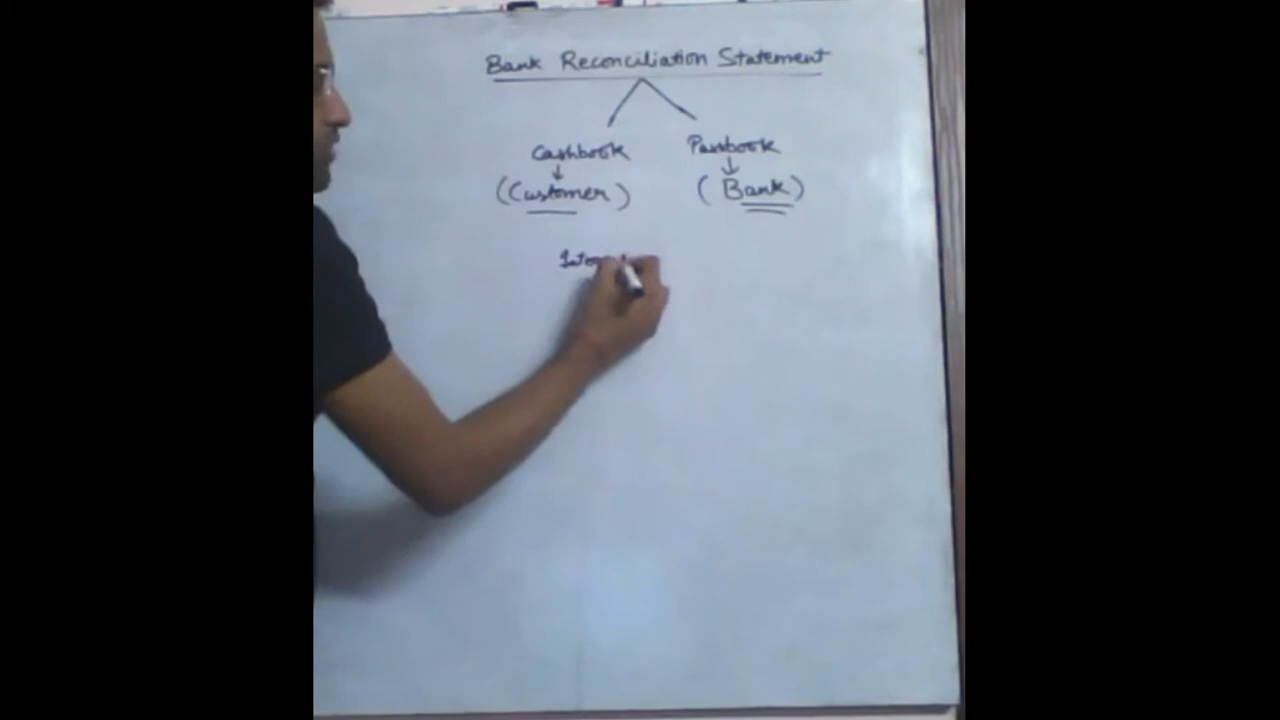 Bank Reconciliation Statement
Cashbook Passbook
(Customer) (Bank)